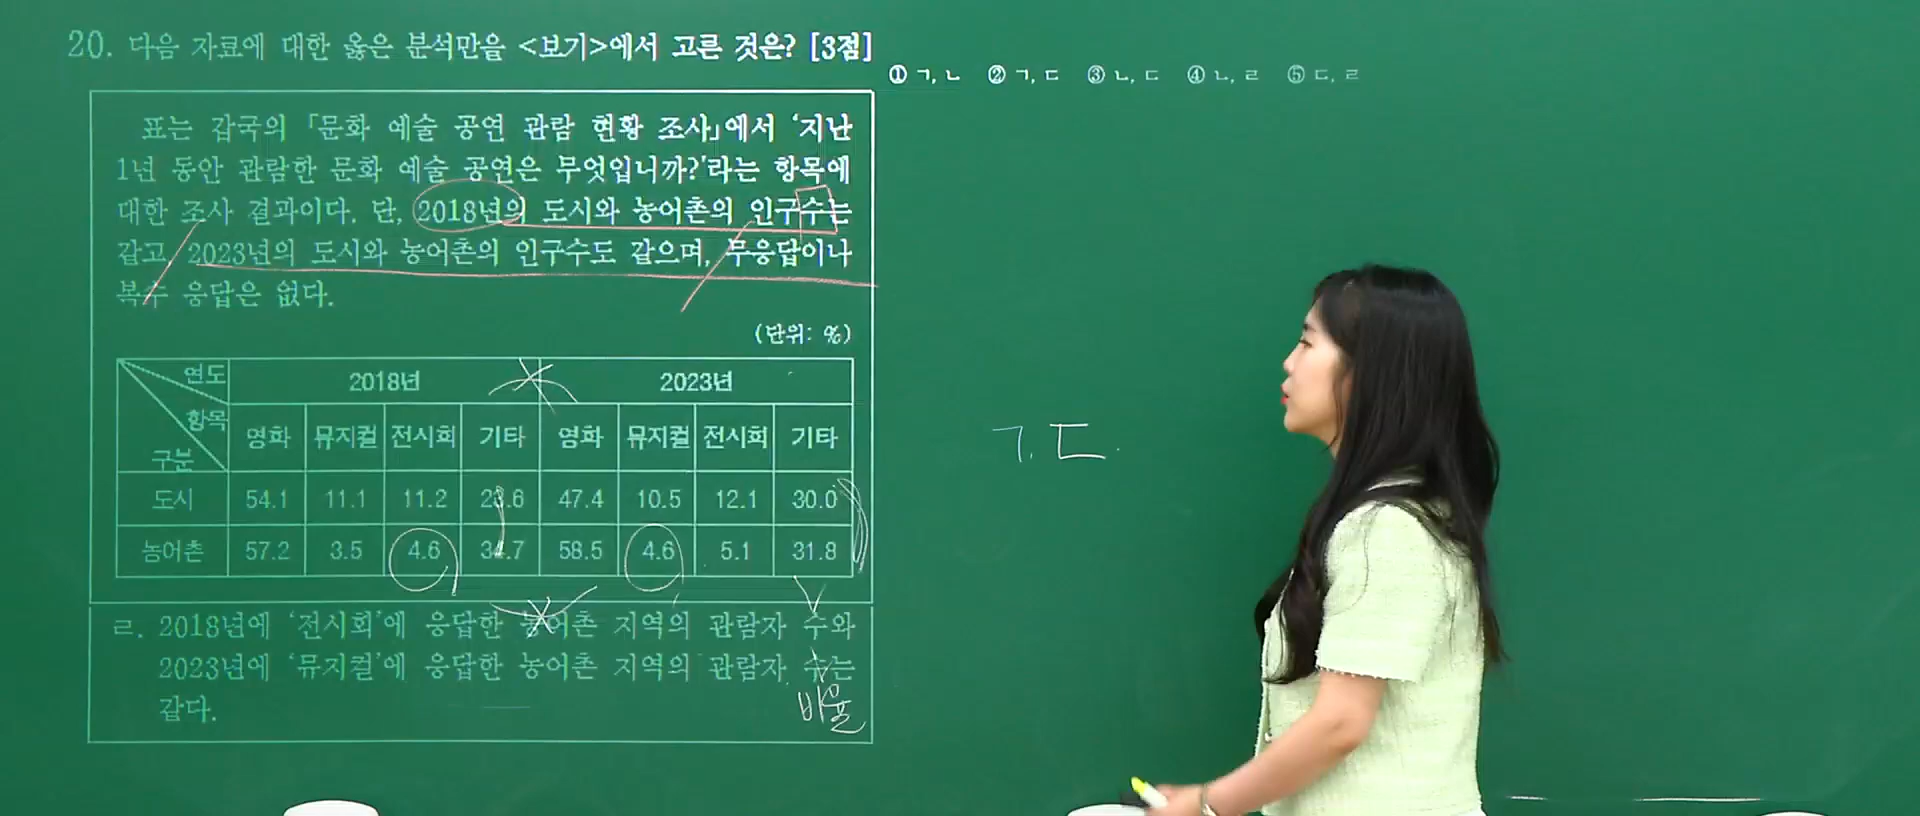 20. 다음 자료에 대한 옳은 분석만을 <보기>에서 고른 것은? [3점]
① ㄱ, ㄴ ② ㄱ, ㄷ ③ ㄴ, ㄷ ④ ㄴ, ㄹ ⑤ ㄷ, ㄹ
표는 갑국의 「문화 예술 공연 관람 현황 조사」에서 ‘지난
1년 동안 관람한 문화 예술 공연은 무엇입니까?’라는 항목에
대한 조사 결과이다. 단, 2018년의 도시와 농어촌의 인구수는
같고, 2023년의 도시와 농어촌의 인구수도 같으며, 무응답이나
복수 응답은 없다.
(단위: %)
연도 2018년 2023년
항목
구분 영화 뮤지컬 전시회 기타 영화 뮤지컬 전시회 기타
도시 54.1 11.1 11.2 23.6 47.4 10.5 12.1 30.0
농어촌 57.2 3.5 4.6 34.7 58.5 4.6 5.1 31.8
ㄱ. ㄷ
ㄹ. 2018년에 ‘전시회’에 응답한 농어촌 지역의 관람자 수와
2023년에 ‘뮤지컬’에 응답한 농어촌 지역의 관람자 수는
같다.
비율